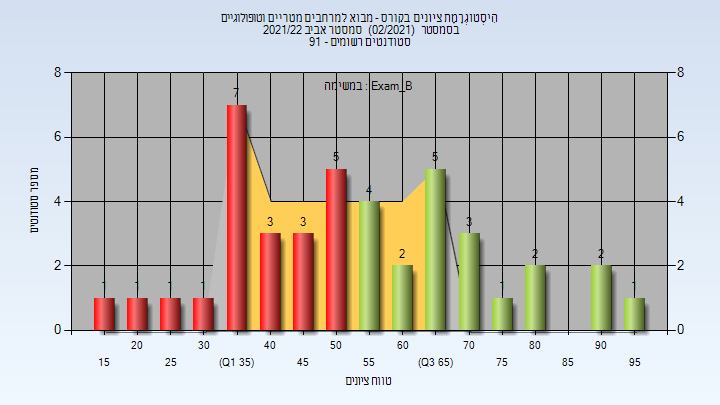 היסטוגרמת ציונים בקורס - מבוא למרחבים מטריים וטופולוגיים
בסמסטר (02/2021) סמסטר אביב 2021/22
סטודנטים רשומים - 91
במשימה : Exam_B
8 8
7
6 6
5 5
4
4 4
3 3 3
2 2 2
2 2
1 1 1 1 1 1
0 0
20 30 40 50 60 70 80 90
15 25 (Q1 35) 45 55 (Q3 65) 75 85 95
טווח ציונים
מספר סטודנטים